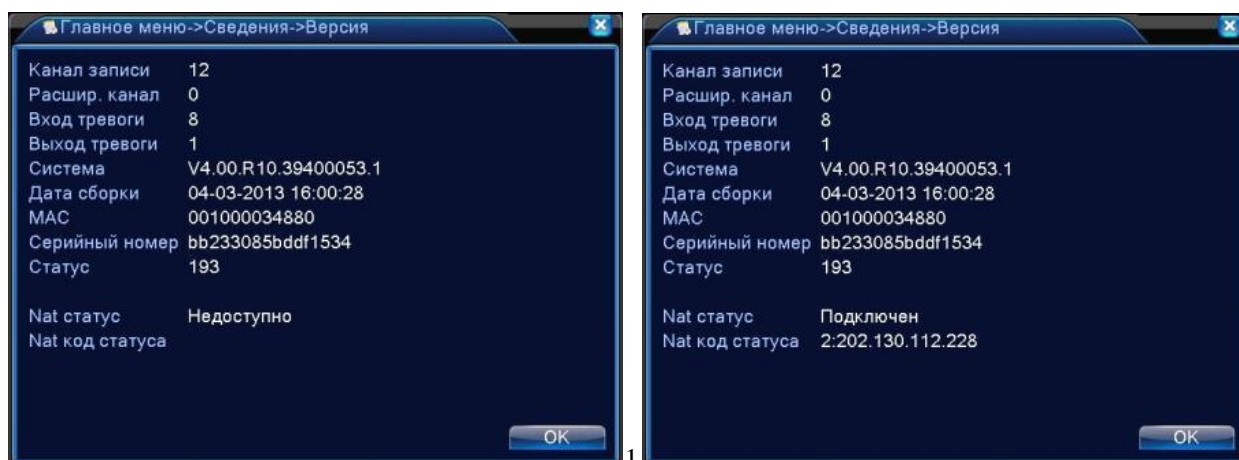 Главное меню->Сведения->Версия
Канал записи 12
Расшир. канал 0
Вход тревоги 8
Выход тревоги 1
Система V4.00.R10.39400053.1
Дата сборки 04-03-2013 16:00:28
MAC 001000034880
Серийный номер bb233085bddf1534
Статус 193
Nat статус Недоступно
Nat код статуса
OK
1
Главное меню->Сведения->Версия
Канал записи 12
Расшир. канал 0
Вход тревоги 8
Выход тревоги 1
Система V4.00.R10.39400053.1
Дата сборки 04-03-2013 16:00:28
MAC 001000034880
Серийный номер bb233085bddf1534
Статус 193
Nat статус Подключен
Nat код статуса 2:202.130.112.228
OK